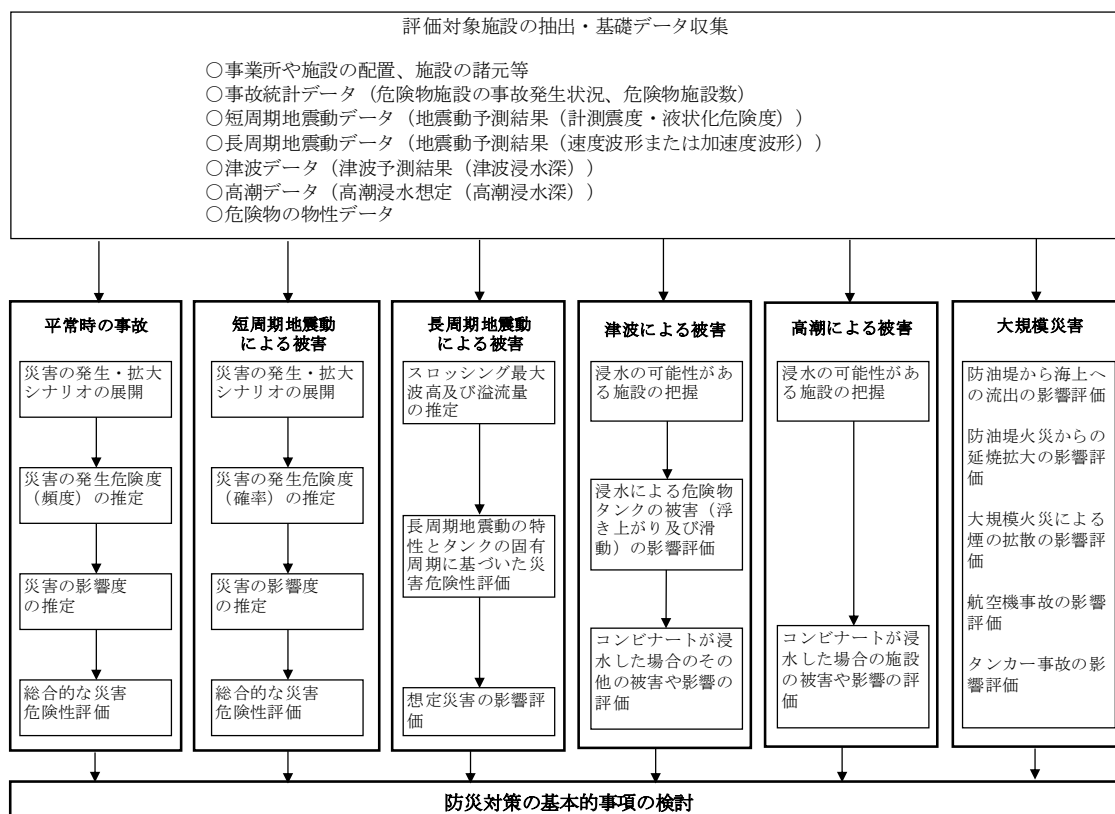 評価対象施設の抽出・基礎データ収集
○事業所や施設の配置、施設の諸元等
○事故統計データ（危険物施設の事故発生状況、危険物施設数）
○短周期地震動データ（地震動予測結果（計測震度・液状化危険度））
○長周期地震動データ（地震動予測結果（速度波形または加速度波形））
○津波データ（津波予測結果（津波浸水深））
○高潮データ（高潮浸水想定（高潮浸水深））
○危険物の物性データ
平常時の事故
災害の発生・拡大
シナリオの展開
災害の発生危険度
（頻度）の推定
災害の影響度
の推定
総合的な災害
危険性評価
短周期地震動
による被害
災害の発生・拡大
シナリオの展開
災害の発生危険度
（確率）の推定
災害の影響度
の推定
総合的な災害
危険性評価
長周期地震動
による被害
スロッシング最大
波高及び溢流量
の推定
長周期地震動の特
性とタンクの固有
周期に基づいた災
害危険性評価
想定災害の影響評
価
津波による被害
浸水の可能性があ
る施設の把握
浸水による危険物
タンクの被害（浮
き上がり及び滑
動）の影響評価
コンビナートが浸
水した場合のその
他の被害や影響の
評価
高潮による被害
浸水の可能性があ
る施設の把握
コンビナートが浸
水した場合の施設
の被害や影響の評
価
大規模災害
防油堤から海上へ
の流出の影響評価
防油堤火災からの
延焼拡大の影響評
価
大規模火災による
煙の拡散の影響評
価
航空機事故の影響
評価
タンカー事故の影
響評価
防災対策の基本的事項の検討